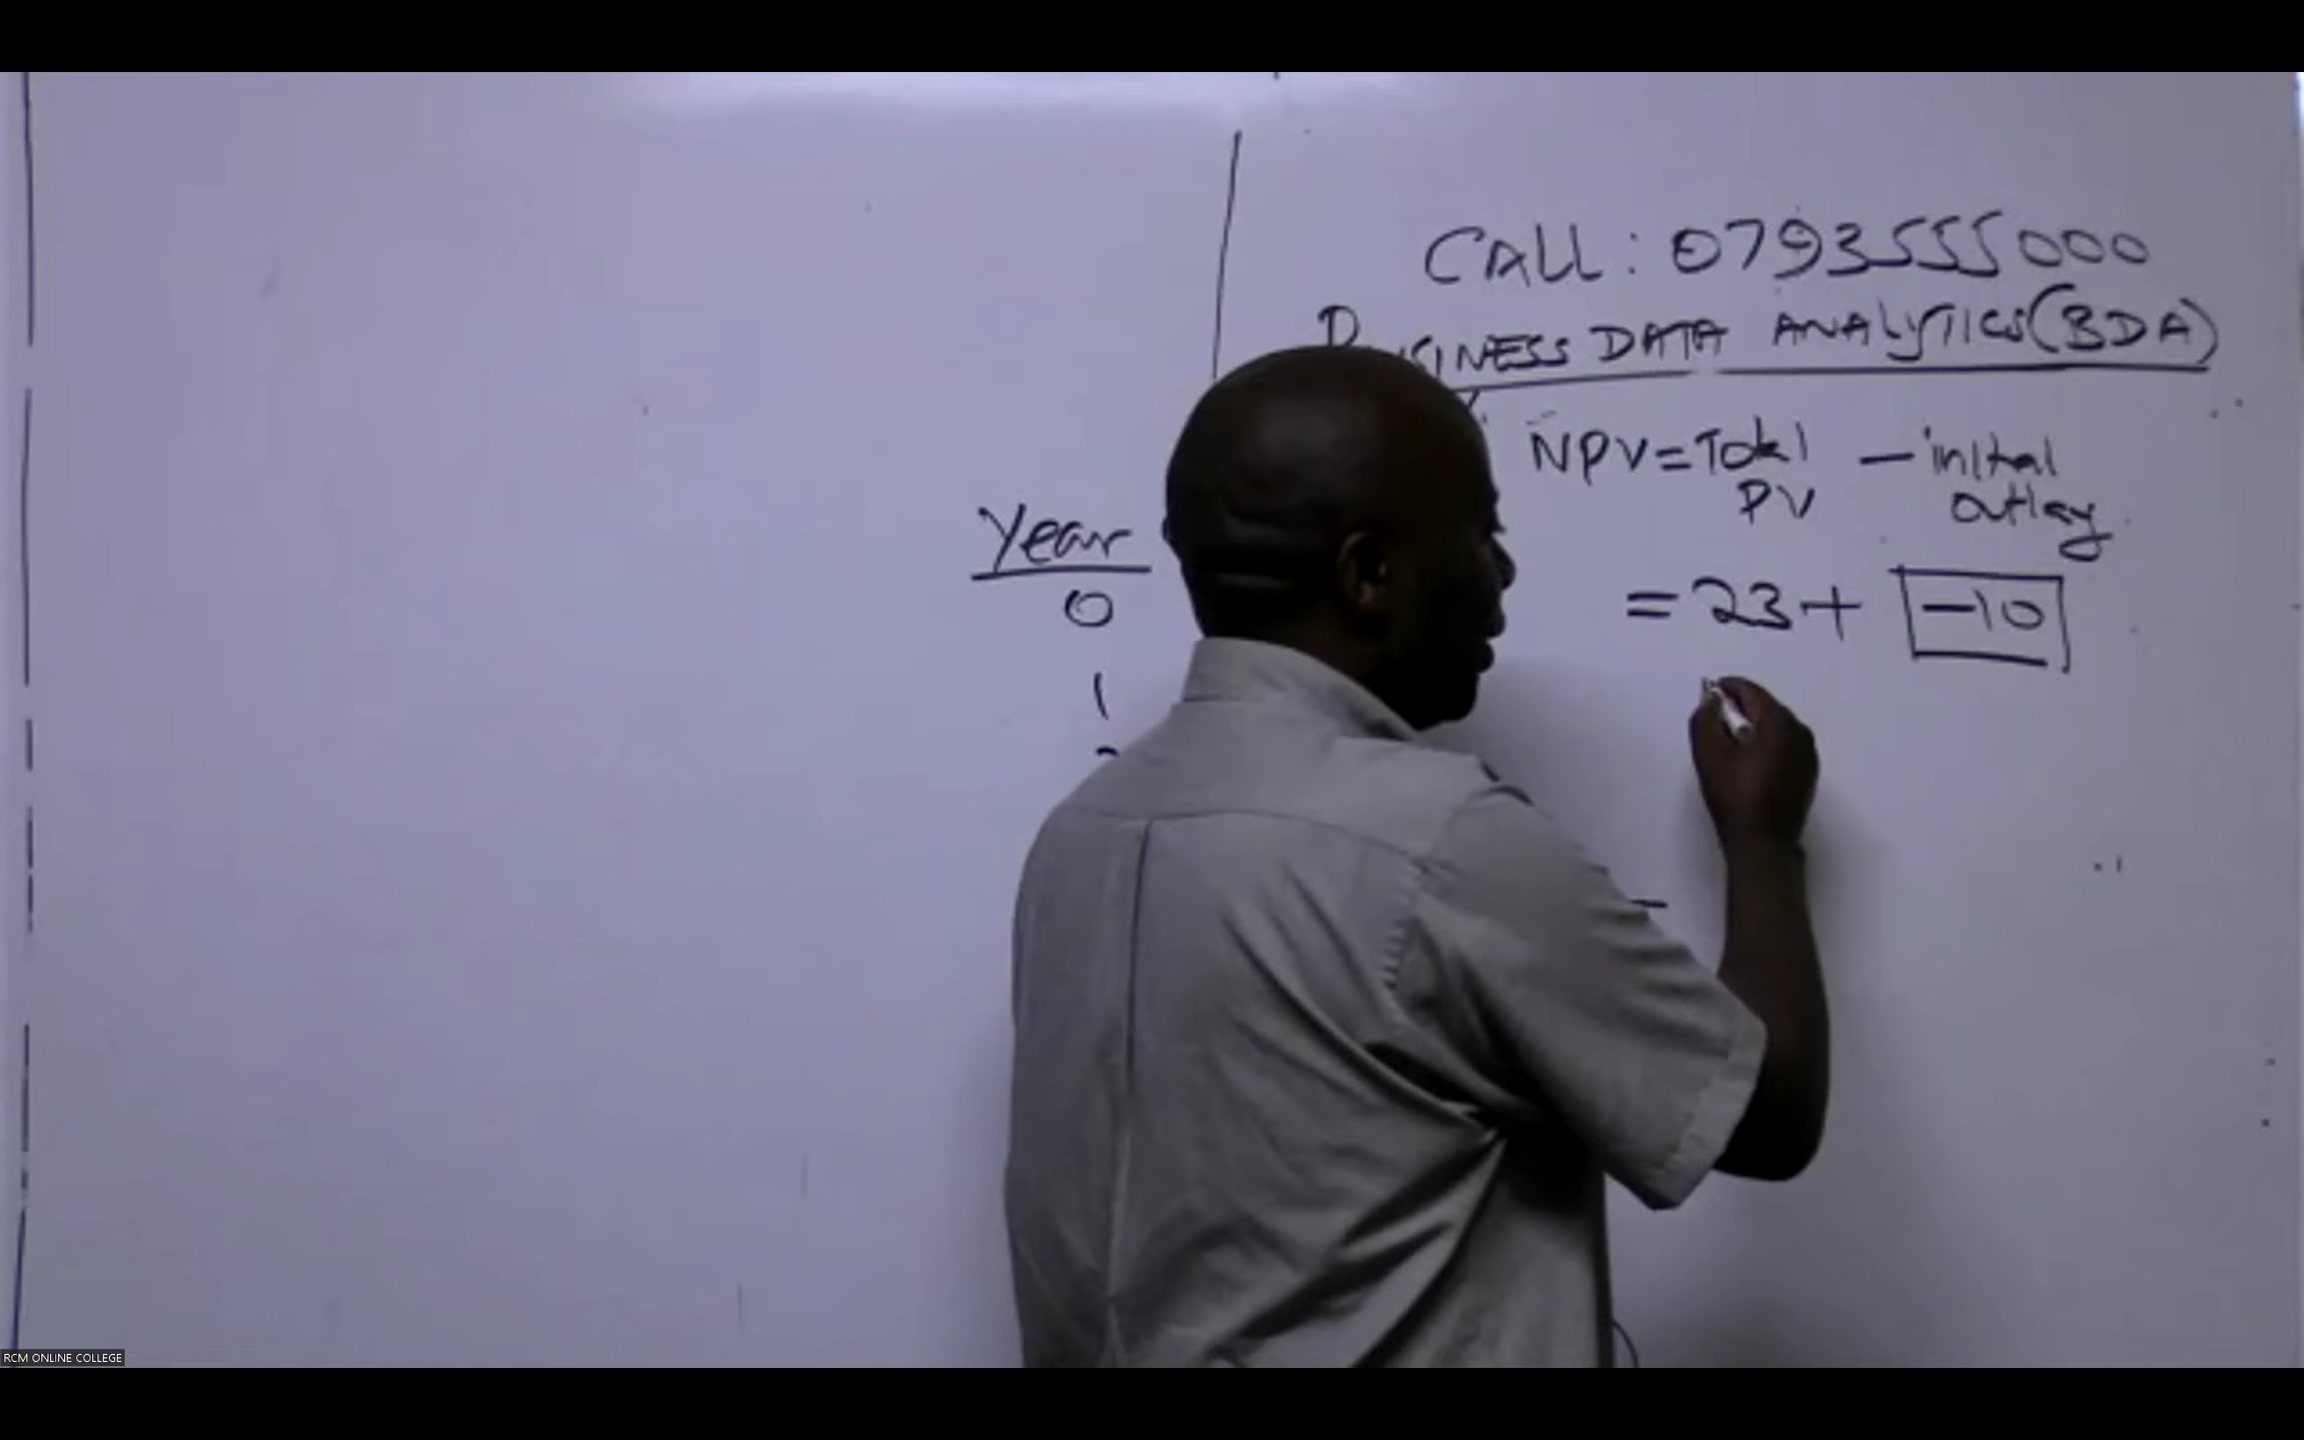 CALL: 0793555000
BUSINESS DATA ANALYTICS (BDA)
NPV = Total PV – initial outlay
= 23 + -10
Year
0
1
RCM ONLINE COLLEGE